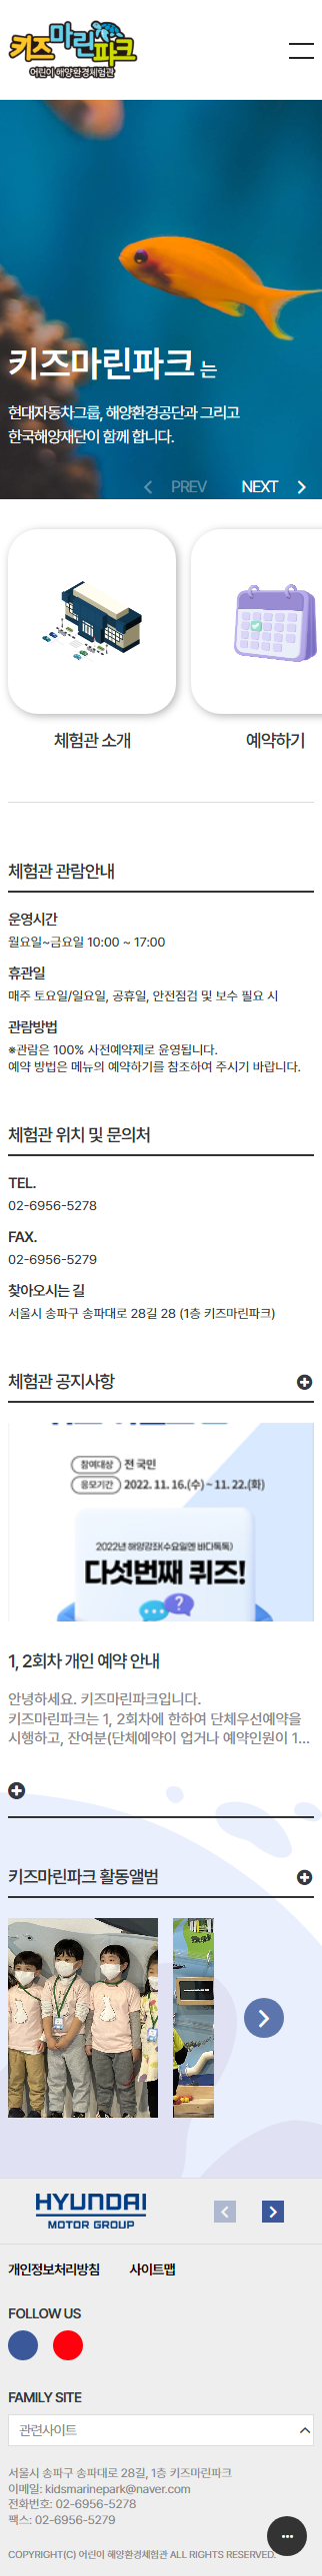 키즈마린파크
어린이 해양환경체험관
키즈마린파크 는
현대자동차그룹, 해양환경공단과 그리고
한국해양재단이 함께 합니다.
PREV NEXT
체험관 소개 예약하기
체험관 관람안내
운영시간
월요일~금요일 10:00 ~ 17:00
휴관일
매주 토요일/일요일, 공휴일, 안전점검 및 보수 필요 시
관람방법
※관람은 100% 사전예약제로 운영됩니다.
예약 방법은 메뉴의 예약하기를 참조하여 주시기 바랍니다.
체험관 위치 및 문의처
TEL.
02-6956-5278
FAX.
02-6956-5279
찾아오시는 길
서울시 송파구 송파대로 28길 28 (1층 키즈마린파크)
체험관 공지사항
참여대상 전 국민
응모기간 2022. 11. 16.(수) ~ 11. 22.(화)
2022년 해양강좌(수요일엔 바다톡톡)
다섯번째 퀴즈!
1, 2회차 개인 예약 안내
안녕하세요. 키즈마린파크입니다.
키즈마린파크는 1, 2회차에 한하여 단체우선예약을
시행하고, 잔여분(단체예약이 업거나 예약인원이 1...
키즈마린파크 활동앨범
HYUNDAI
MOTOR GROUP
개인정보처리방침 사이트맵
FOLLOW US
FAMILY SITE
관련사이트
서울시 송파구 송파대로 28길, 1층 키즈마린파크
이메일: kidsmarinepark@naver.com
전화번호: 02-6956-5278
팩스: 02-6956-5279
COPYRIGHT(C) 어린이 해양환경체험관 ALL RIGHTS RESERVED.